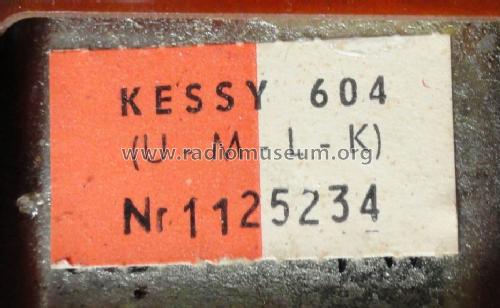 KESSY 604
(U-M-L-K)
www.radiomuseum.org
Nr.1125234